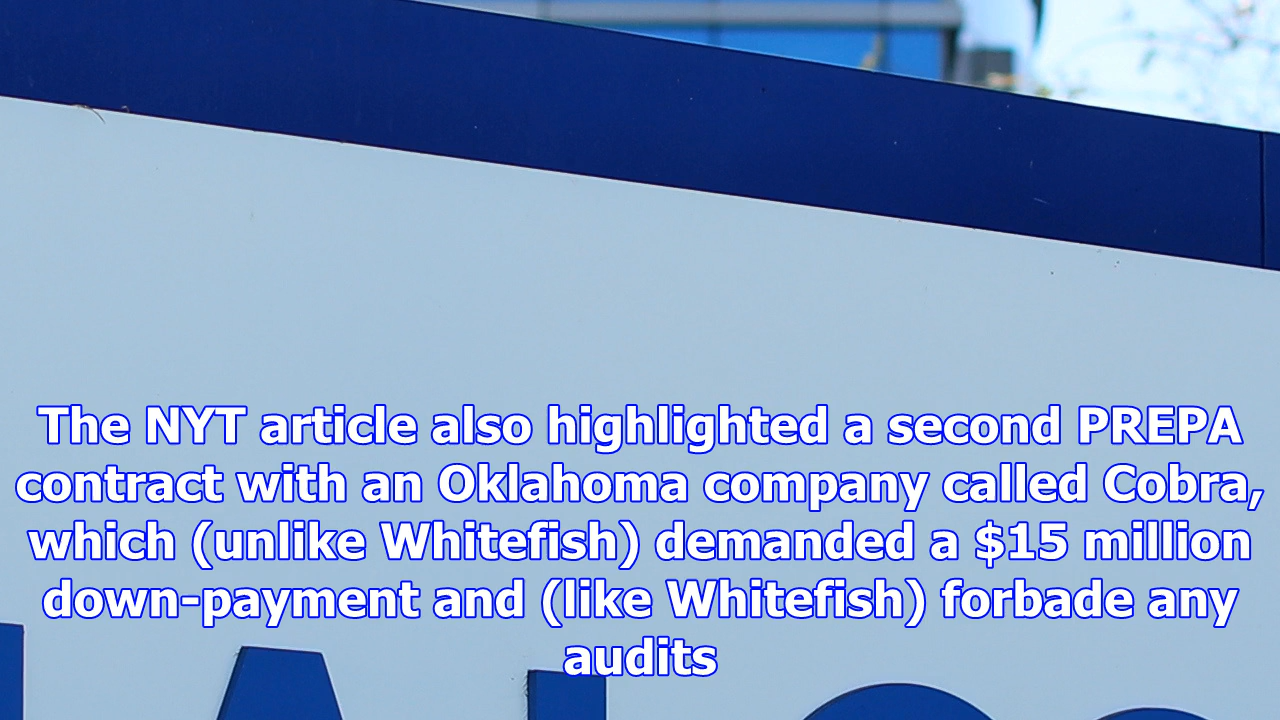 The NYT article also highlighted a second PREPA
contract with an Oklahoma company called Cobra,
which (unlike Whitefish) demanded a $15 million
down-payment and (like Whitefish) forbade any
audits